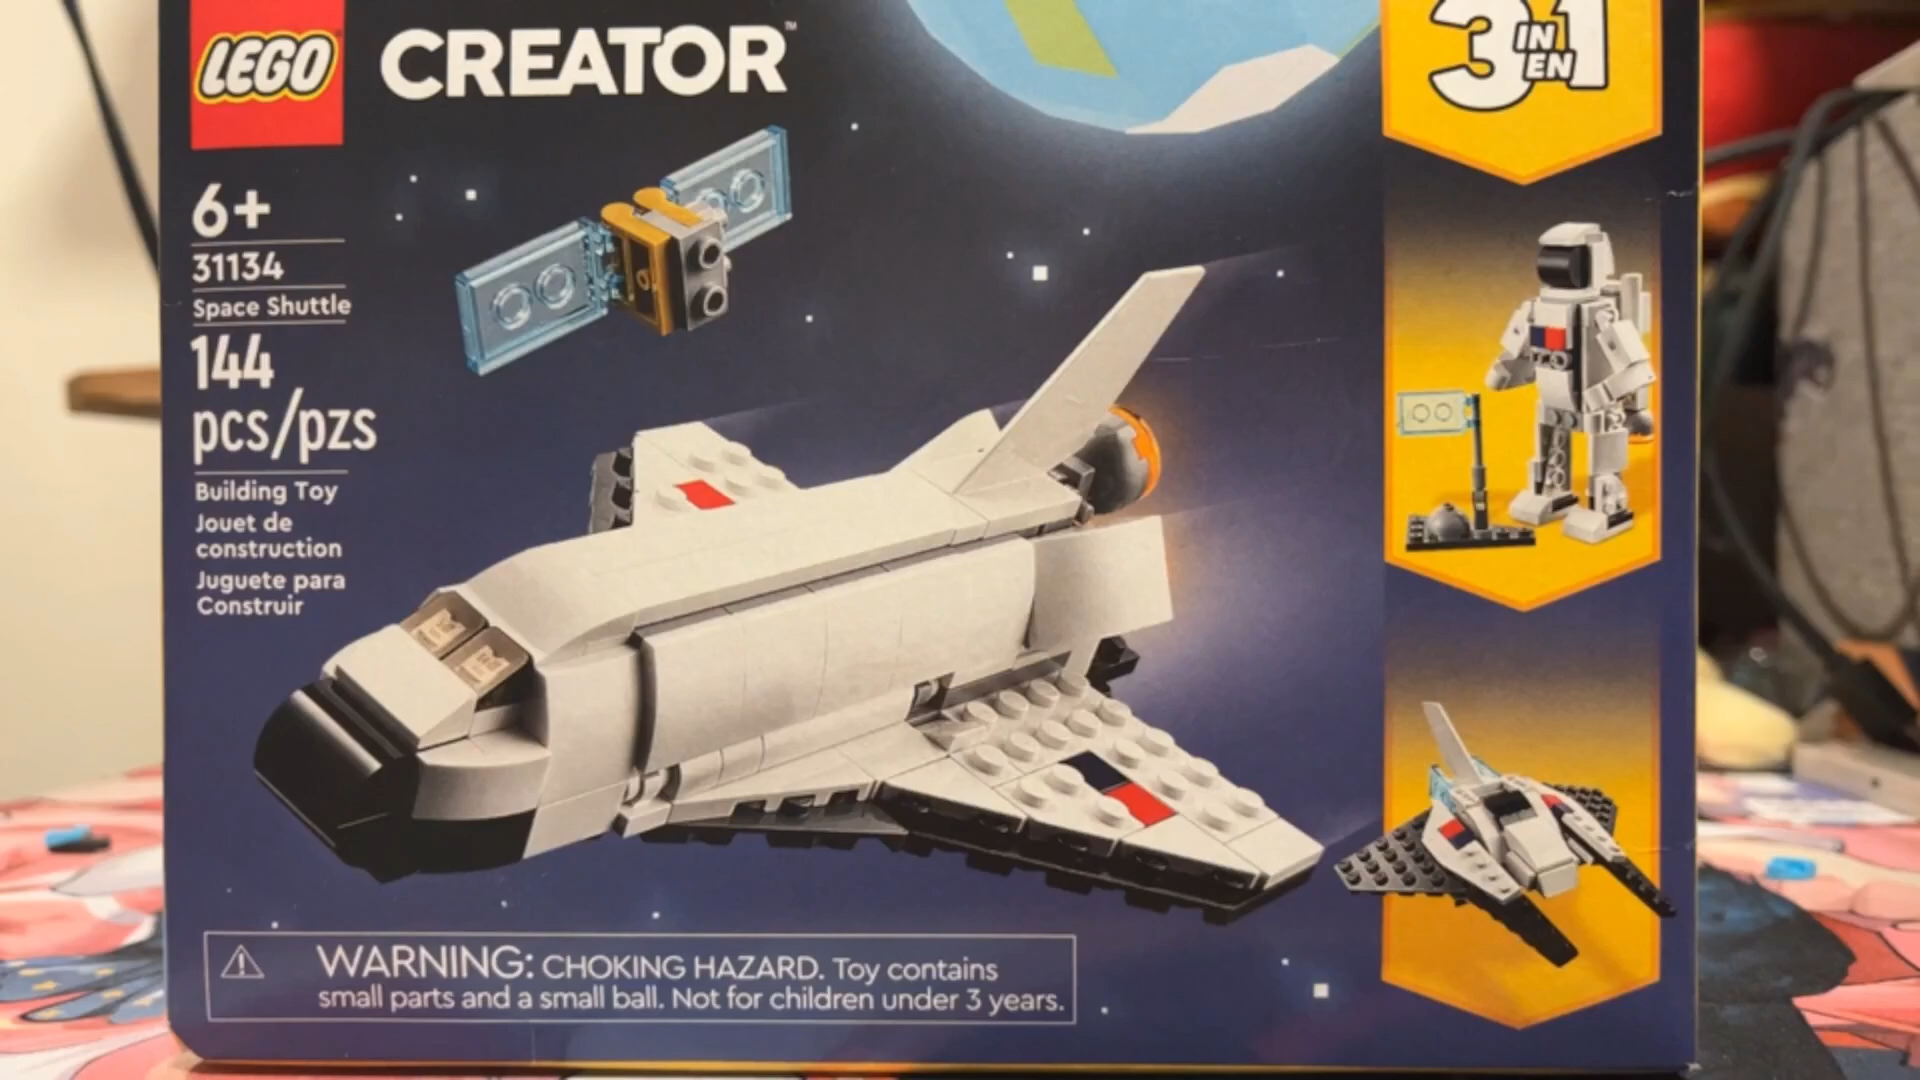 LEGO
CREATOR™
3 IN EN 1
6+
31134
Space Shuttle
144
pcs/pzs
Building Toy
Jouet de
construction
Juguete para
Construir
WARNING: CHOKING HAZARD. Toy contains
small parts and a small ball. Not for children under 3 years.